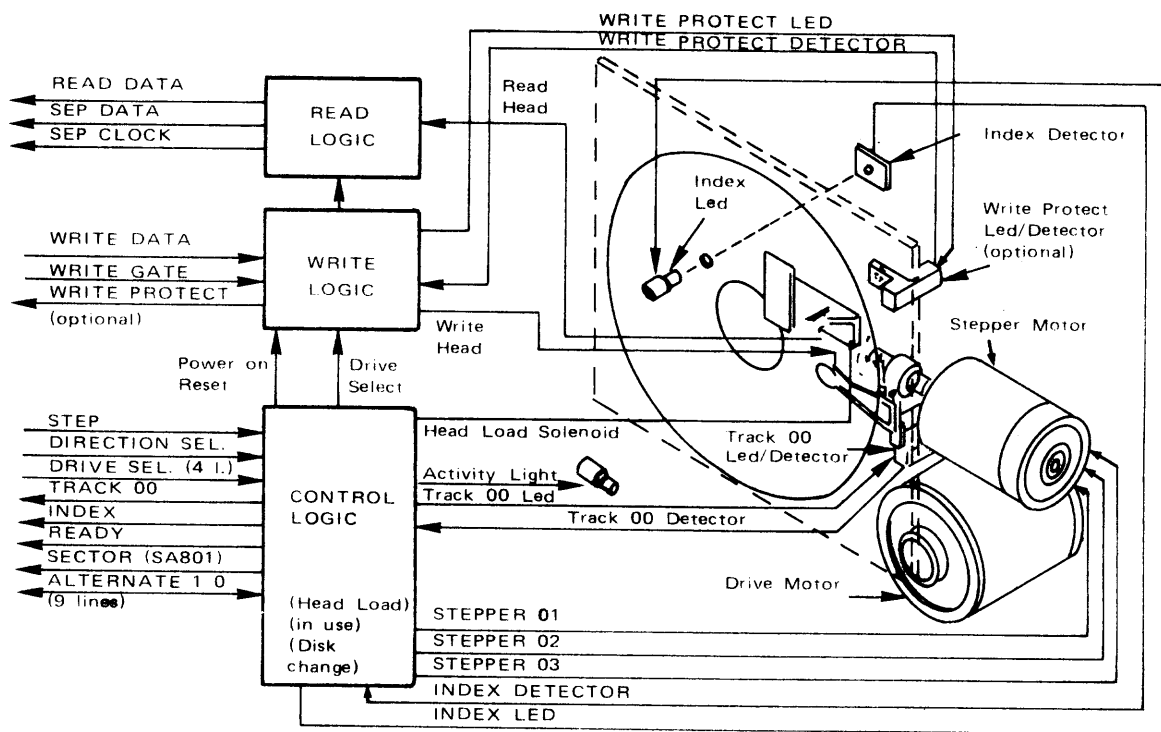 WRITE PROTECT LED
WRITE PROTECT DETECTOR
READ DATA
SEP DATA
SEP CLOCK
READ
LOGIC
Read
Head
Index Detector
Index
Led
Write Protect
Led/Detector
(optional)
WRITE DATA
WRITE GATE
WRITE PROTECT
(optional)
WRITE
LOGIC
Write
Head
Stepper Motor
Power on
Reset
Drive
Select
STEP
DIRECTION SEL.
DRIVE SEL. (4 l.)
TRACK 00
INDEX
READY
SECTOR (SA801)
ALTERNATE 1 0
(9 lines)
CONTROL
LOGIC
(Head Load)
(in use)
(Disk
change)
Head Load Solenoid
Activity Light
Track 00 Led
Track 00 Detector
Track 00
Led/Detector
Drive Motor
STEPPER 01
STEPPER 02
STEPPER 03
INDEX DETECTOR
INDEX LED